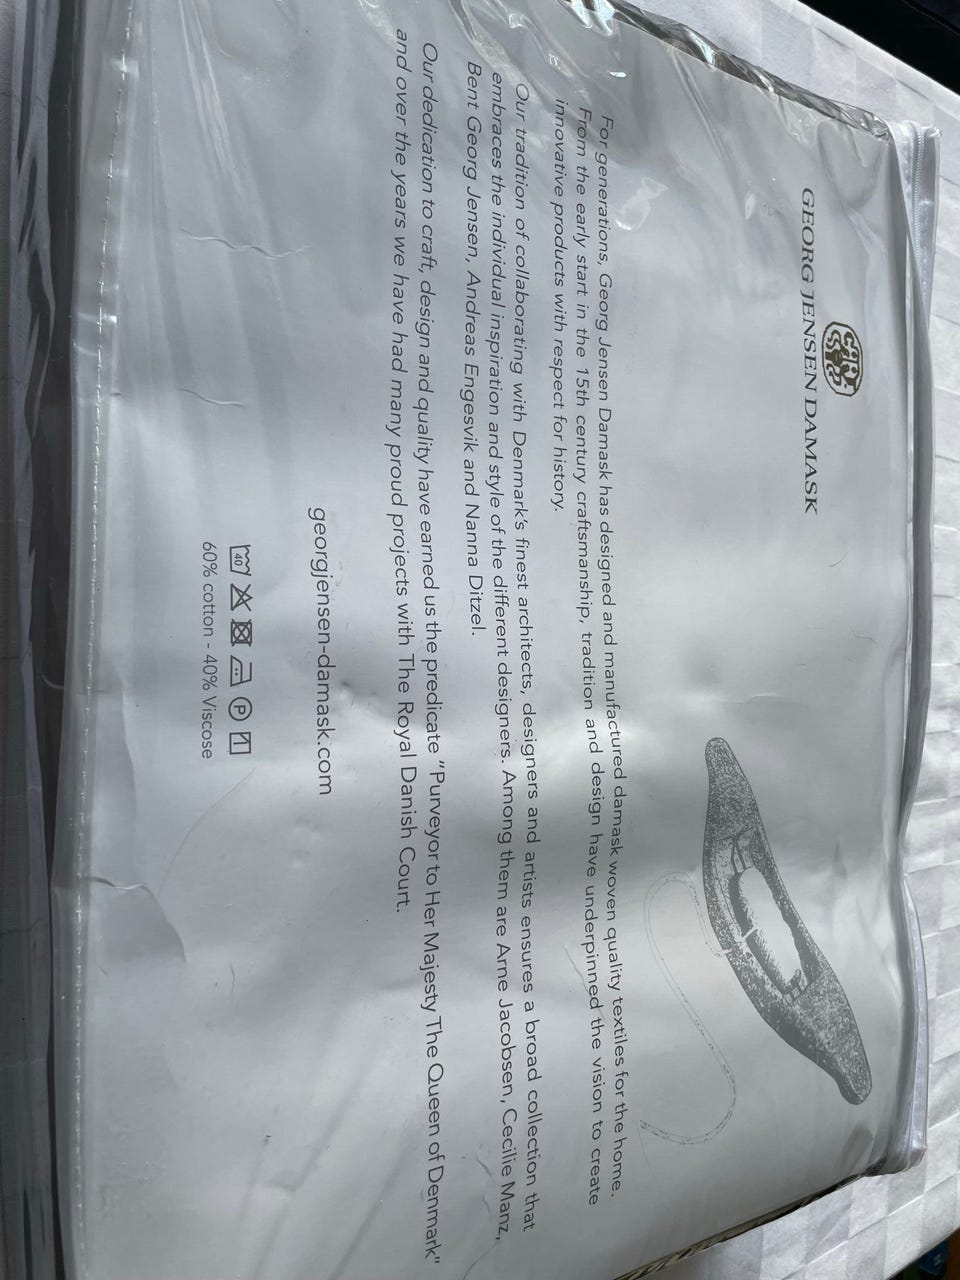 GEORG JENSEN DAMASK
For generations, Georg Jensen Damask has designed and manufactured damask woven quality textiles for the home.
From the early start in the 15th century craftsmanship, tradition and design have underpinned the vision to create
innovative products with respect for history.
Our tradition of collaborating with Denmark's finest architects, designers and artists ensures a broad collection that
embraces the individual inspiration and style of the different designers. Among them are Arne Jacobsen, Cecilie Manz,
Bent Georg Jensen, Andreas Engesvik and Nanna Ditzel.
Our dedication to craft, design and quality have earned us the predicate "Purveyor to Her Majesty The Queen of Denmark"
and over the years we have had many proud projects with The Royal Danish Court.
georgjensen-damask.com
40 P
60% cotton - 40% Viscose